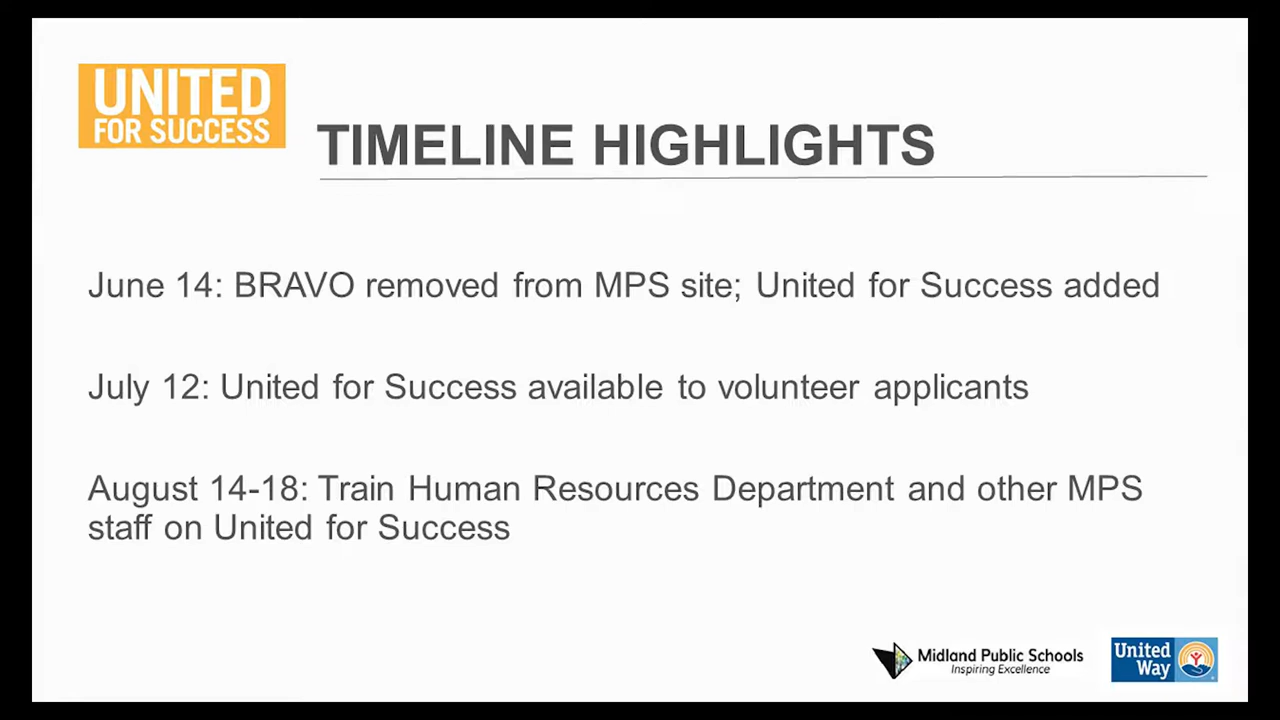 UNITED
FOR SUCCESS
TIMELINE HIGHLIGHTS
June 14: BRAVO removed from MPS site; United for Success added
July 12: United for Success available to volunteer applicants
August 14-18: Train Human Resources Department and other MPS
staff on United for Success
Midland Public Schools
Inspiring Excellence
United
Way